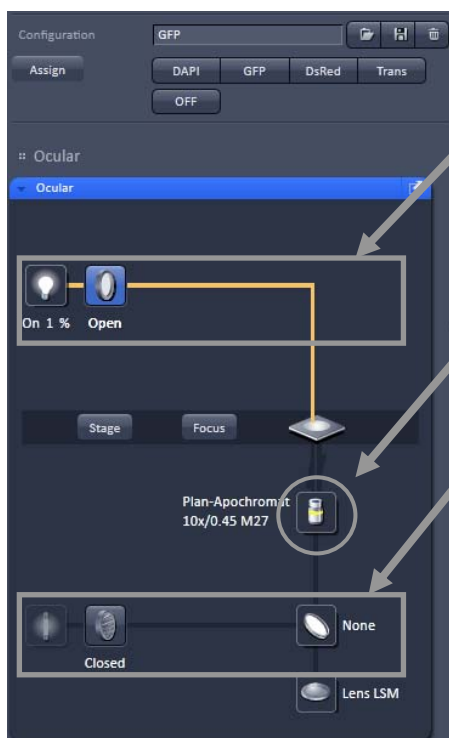 Configuration GFP
Assign DAPI GFP DsRed Trans
OFF
Ocular
Ocular
On 1 % Open
Stage Focus
Plan-Apochromat
10x/0.45 M27
None
Closed
Lens LSM